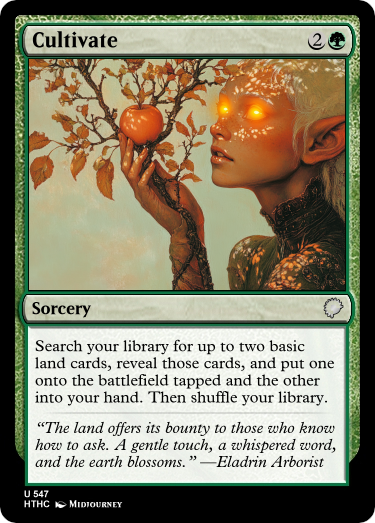 Cultivate 2
Sorcery
Search your library for up to two basic
land cards, reveal those cards, and put one
onto the battlefield tapped and the other
into your hand. Then shuffle your library.
“The land offers its bounty to those who know
how to ask. A gentle touch, a whispered word,
and the earth blossoms.” —Eladrin Arborist
U 547
HTHC Midjourney